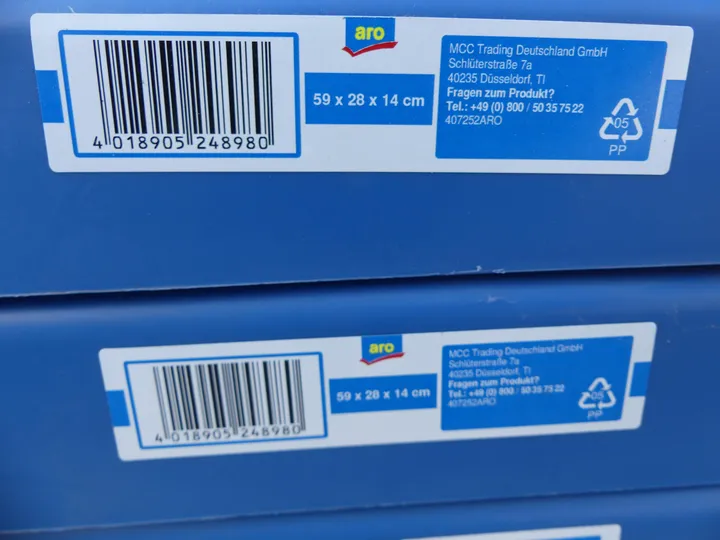 aro
4 018905 248980
59 x 28 x 14 cm
MCC Trading Deutschland GmbH
Schlüterstraße 7a
40235 Düsseldorf, TI
Fragen zum Produkt?
Tel.: +49 (0) 800 / 50 35 75 22
407252ARO
05
PP
aro
4 018905 248980
59 x 28 x 14 cm
MCC Trading Deutschland GmbH
Schlüterstraße 7a
40235 Düsseldorf, TI
Fragen zum Produkt?
Tel.: +49 (0) 800 / 50 35 75 22
407252ARO
05
PP